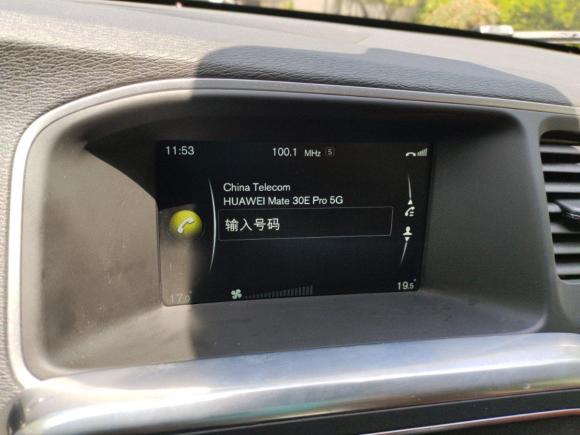 11:53 100.1 MHz S
China Telecom
HUAWEI Mate 30E Pro 5G
输入号码
17.0° 19.5°